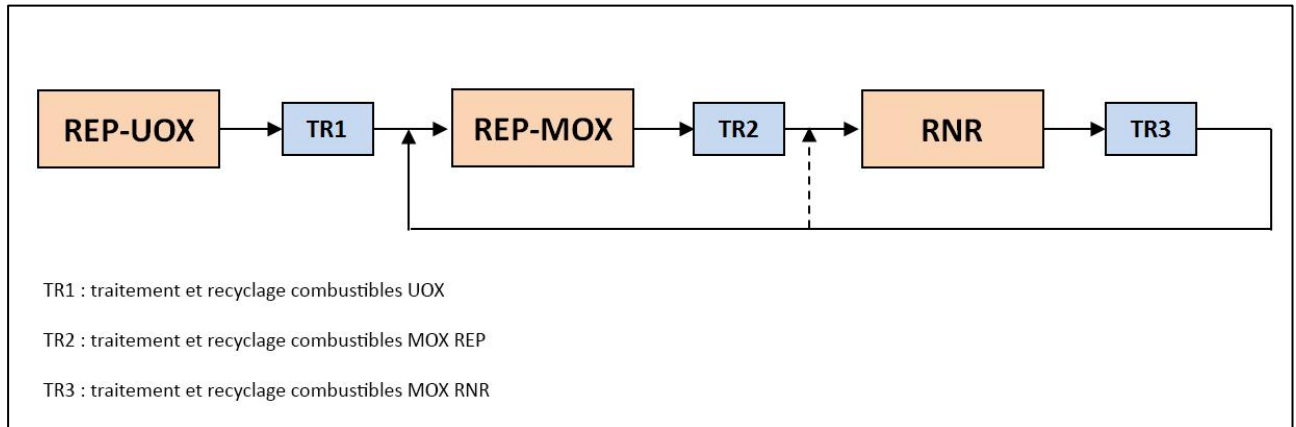 REP-UOX
TR1
REP-MOX
TR2
RNR
TR3
TR1 : traitement et recyclage combustibles UOX
TR2 : traitement et recyclage combustibles MOX REP
TR3 : traitement et recyclage combustibles MOX RNR